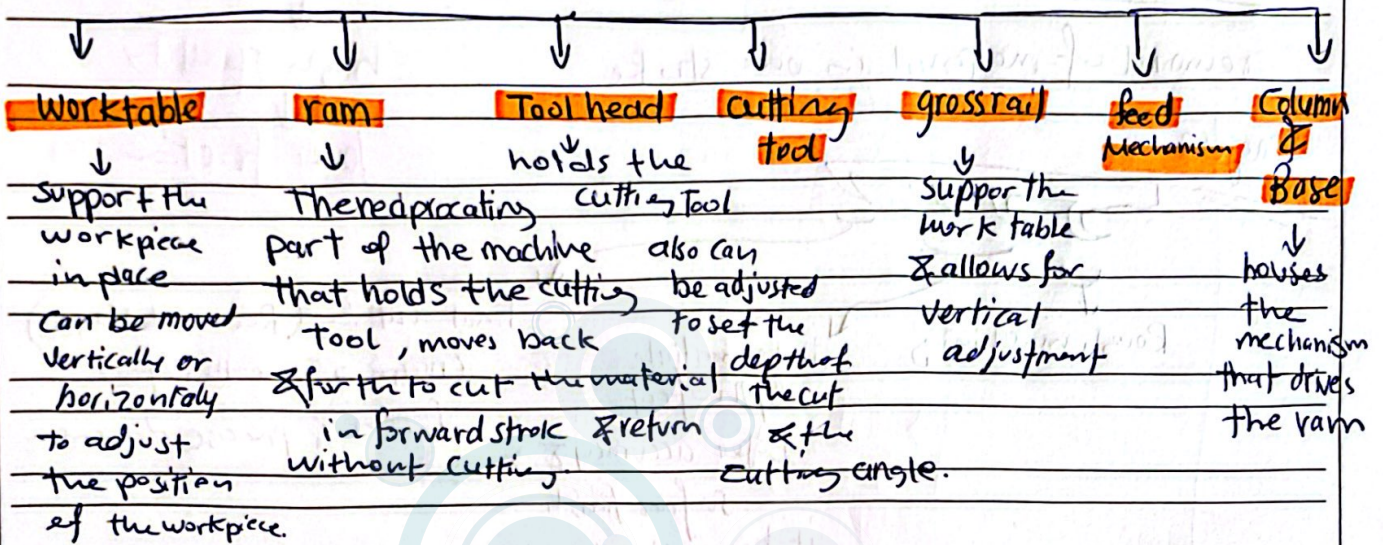 worktable
support the
workpiece
in place
can be moved
vertically or
horizontaly
to adjust
the position
of the workpiece.
ram
The reciprocating
part of the machine
that holds the cutting
Tool, moves back
& furth to cut the material
in forward strok & return
without cutting.
Tool head
holds the
cutting Tool
also can
be adjusted
to set the
depth of
the cut
& the
cutting angle.
cutting
tool
grossrail
support the
work table
& allows for
vertical
adjustment
feed
Mechanism
Column
&
Base
houses
the
mechanism
that drives
the ram